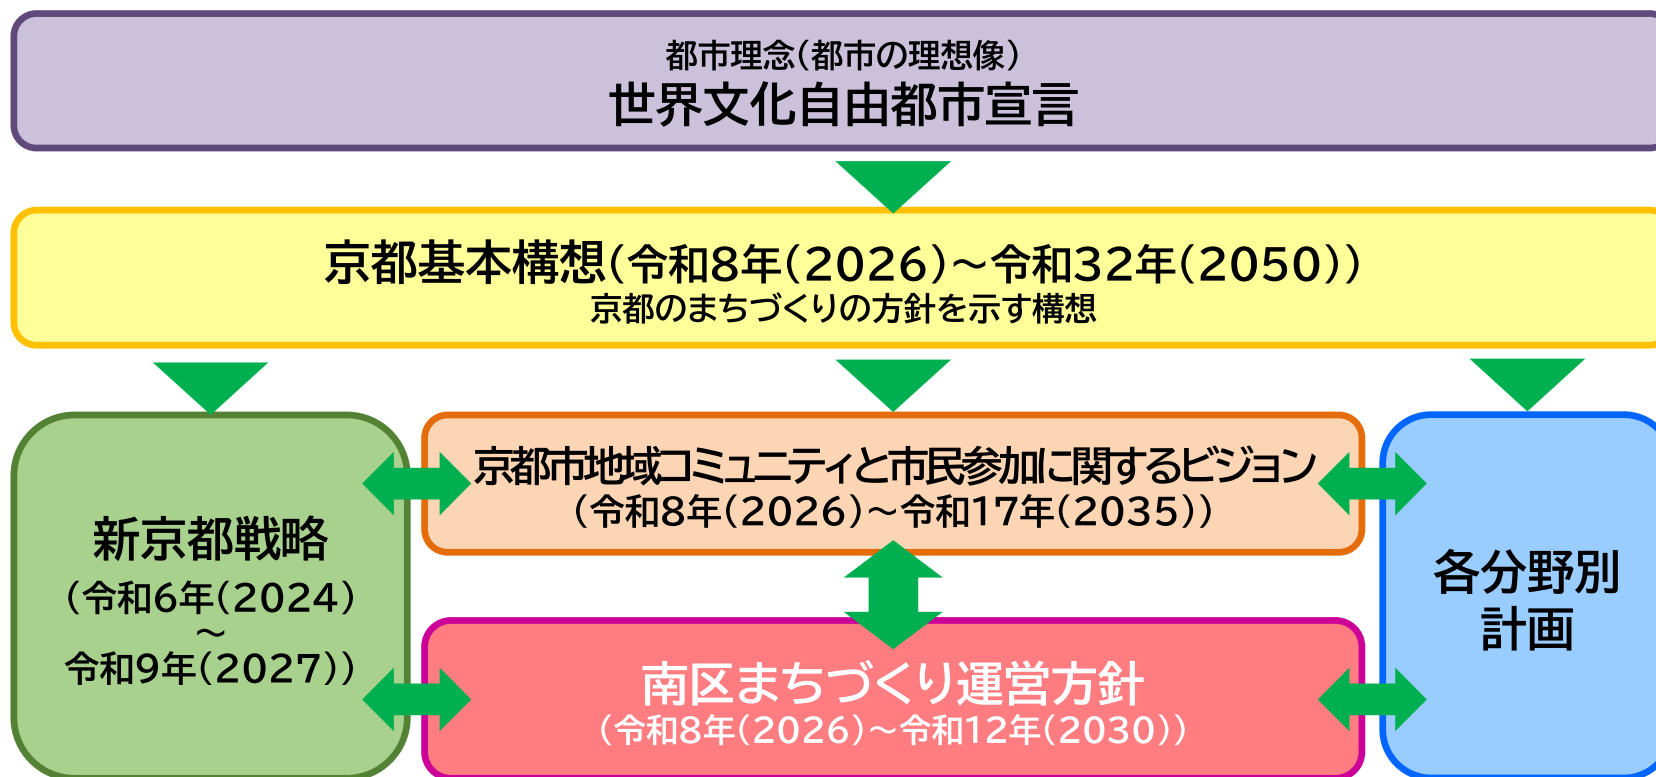 都市理念(都市の理想像)
世界文化自由都市宣言
京都基本構想(令和8年(2026)~令和32年(2050))
京都のまちづくりの方針を示す構想
新京都戦略
(令和6年(2024)
~
令和9年(2027))
京都市地域コミュニティと市民参加に関するビジョン
(令和8年(2026)~令和17年(2035))
南区まちづくり運営方針
(令和8年(2026)~令和12年(2030))
各分野別
計画